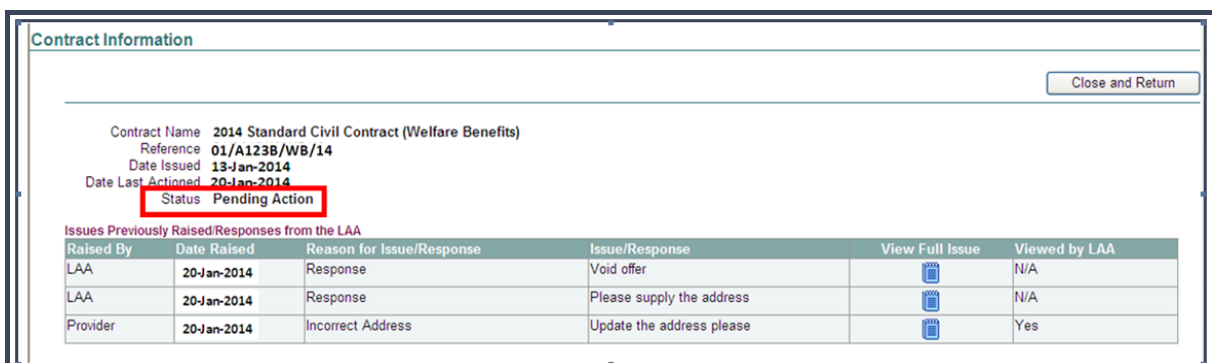 Contract Information
Close and Return
Contract Name 2014 Standard Civil Contract (Welfare Benefits)
Reference 01/A123B/WB/14
Date Issued 13-Jan-2014
Date Last Actioned 20-Jan-2014
Status Pending Action
Issues Previously Raised/Responses from the LAA
Raised By Date Raised Reason for Issue/Response Issue/Response View Full Issue Viewed by LAA
LAA 20-Jan-2014 Response Void offer N/A
LAA 20-Jan-2014 Response Please supply the address N/A
Provider 20-Jan-2014 Incorrect Address Update the address please Yes